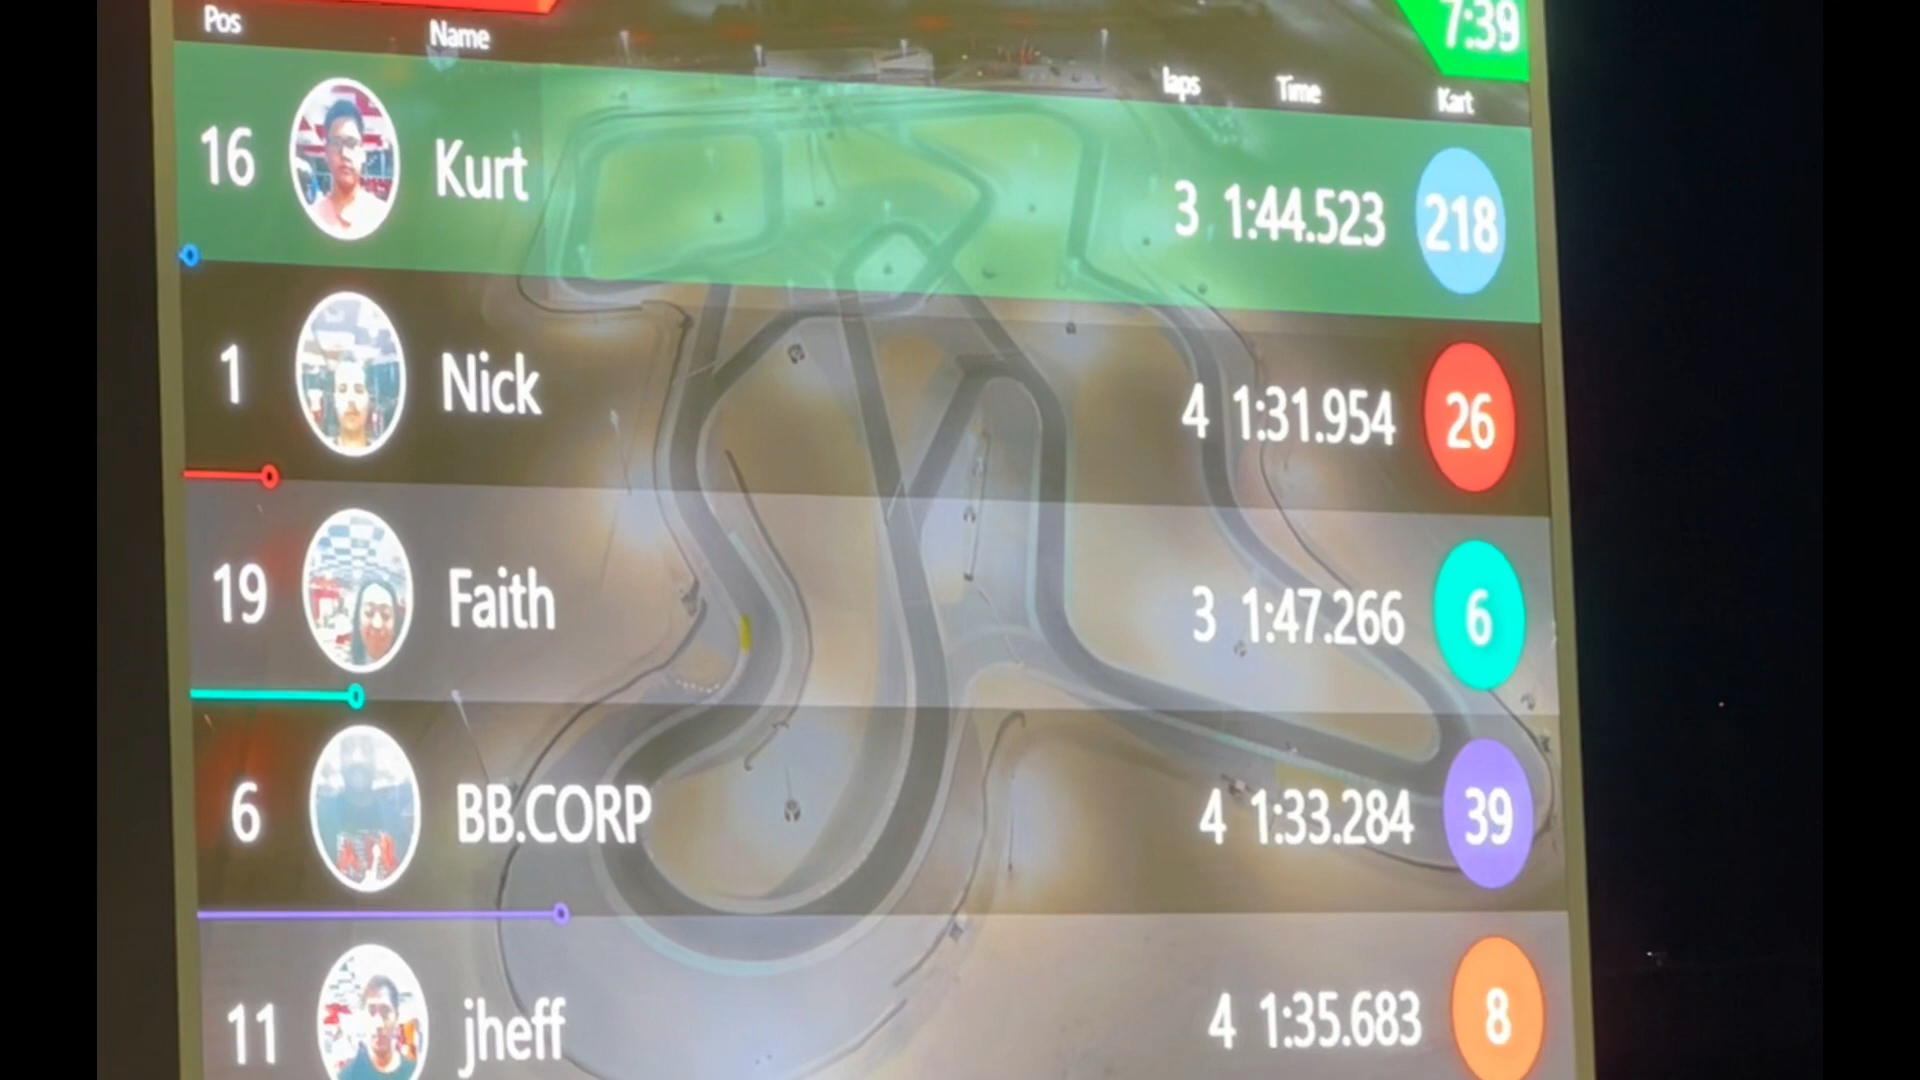 Pos Name laps Time Kart 7:39
16 Kurt 3 1:44.523 218
1 Nick 4 1:31.954 26
19 Faith 3 1:47.266 6
6 BB.CORP 4 1:33.284 39
11 jheff 4 1:35.683 8